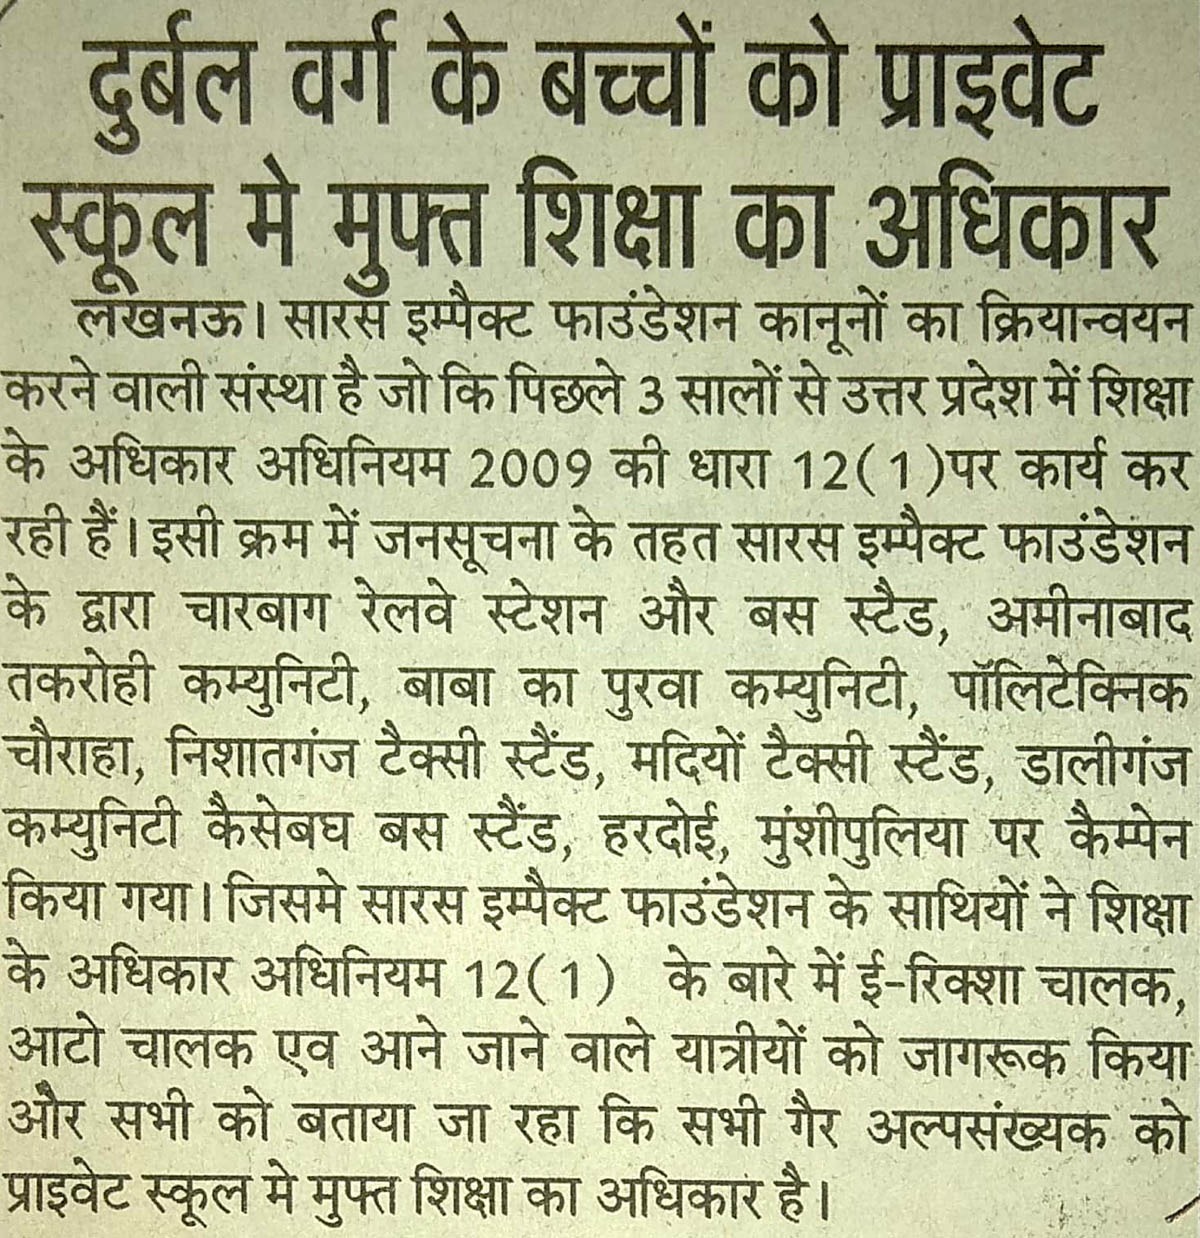 दुर्बल वर्ग के बच्चों को प्राइवेट
स्कूल मे मुफ्त शिक्षा का अधिकार
लखनऊ। सारस इम्पैक्ट फाउंडेशन कानूनों का क्रियान्वयन
करने वाली संस्था है जो कि पिछले 3 सालों से उत्तर प्रदेश में शिक्षा
के अधिकार अधिनियम 2009 की धारा 12(1)पर कार्य कर
रही हैं। इसी क्रम में जनसूचना के तहत सारस इम्पैक्ट फाउंडेशन
के द्वारा चारबाग रेलवे स्टेशन और बस स्टैड, अमीनाबाद
तकरोही कम्युनिटी, बाबा का पुरवा कम्युनिटी, पॉलिटेक्निक
चौराहा, निशातगंज टैक्सी स्टैंड, मदियों टैक्सी स्टैंड, डालीगंज
कम्युनिटी कैसेबघ बस स्टैंड, हरदोई, मुंशीपुलिया पर कैम्पेन
किया गया। जिसमे सारस इम्पैक्ट फाउंडेशन के साथियों ने शिक्षा
के अधिकार अधिनियम 12(1) के बारे में ई-रिक्शा चालक,
आटो चालक एव आने जाने वाले यात्रीयों को जागरूक किया
और सभी को बताया जा रहा कि सभी गैर अल्पसंख्यक को
प्राइवेट स्कूल मे मुफ्त शिक्षा का अधिकार है।